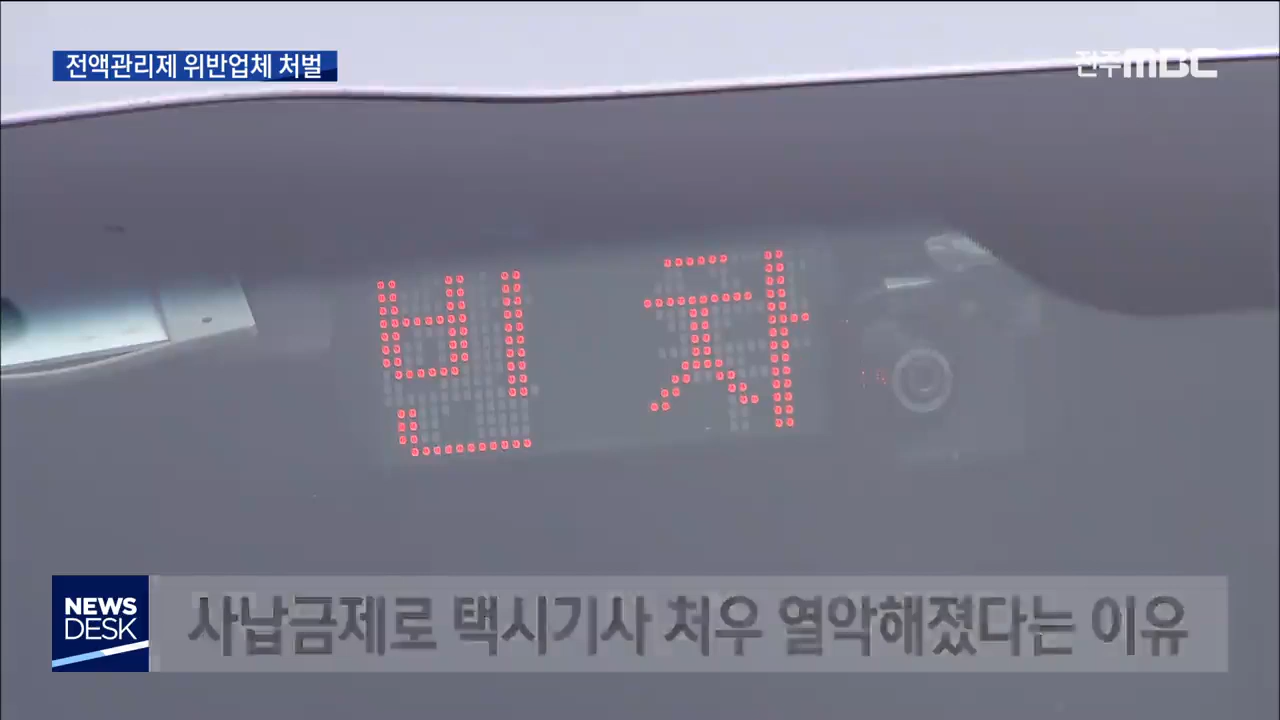 전액관리제 위반업체 처벌
전주MBC
빈 자
NEWS
DESK
사납금제로 택시기사 처우 열악해졌다는 이유